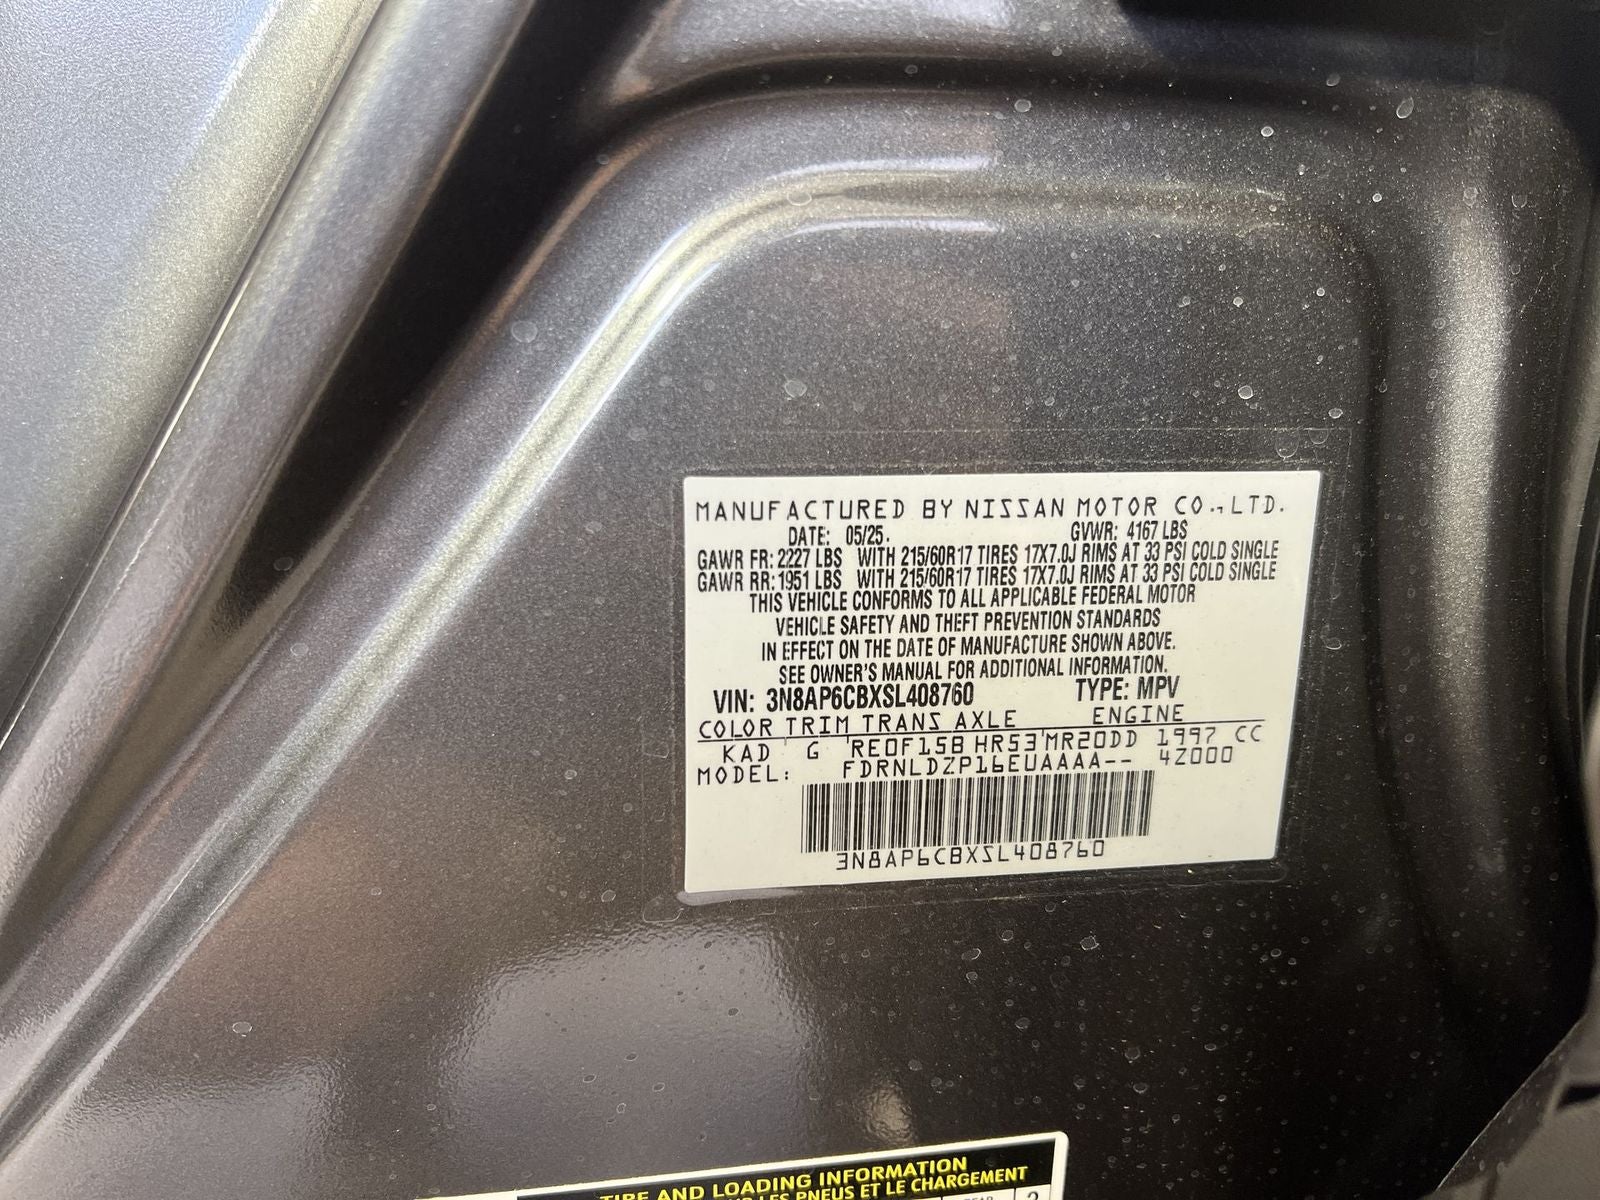 MANUFACTURED BY NISSAN MOTOR CO., LTD.
DATE: 05/25. GVWR: 4167 LBS
GAWR FR: 2227 LBS WITH 215/60R17 TIRES 17X7.0J RIMS AT 33 PSI COLD SINGLE
GAWR RR: 1951 LBS WITH 215/60R17 TIRES 17X7.0J RIMS AT 33 PSI COLD SINGLE
THIS VEHICLE CONFORMS TO ALL APPLICABLE FEDERAL MOTOR
VEHICLE SAFETY AND THEFT PREVENTION STANDARDS
IN EFFECT ON THE DATE OF MANUFACTURE SHOWN ABOVE.
SEE OWNER'S MANUAL FOR ADDITIONAL INFORMATION.
VIN: 3N8AP6CBXSL408760 TYPE: MPV
COLOR TRIM TRANS AXLE ENGINE
KAD G RE0F15B HR53 MR20DD 1997 CC
MODEL: FDRNLDZP16EUAAAA-- 4Z000
3N8AP6CBXSL408760
TIRE AND LOADING INFORMATION
LES PNEUS ET LE CHARGEMENT